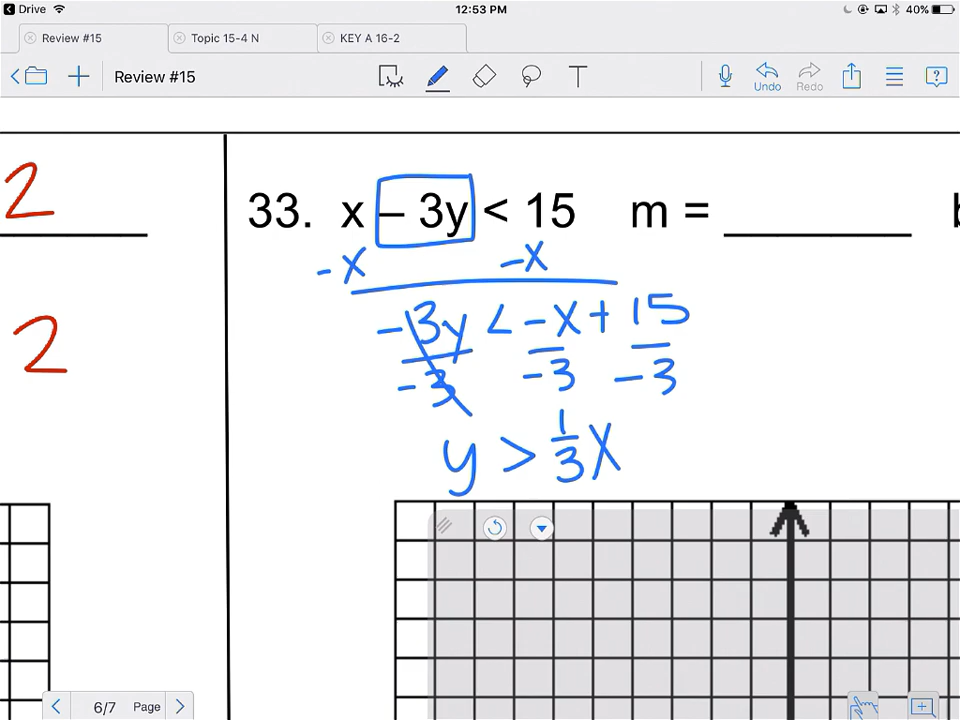 Drive 12:53 PM 40%
Review #15 Topic 15-4 N KEY A 16-2
Review #15 T Undo Redo ?
2
33. x – 3y < 15 m = b
-x -x
2
-3y < -x + 15
-3 -3 -3
y > 1/3 x
6/7 Page